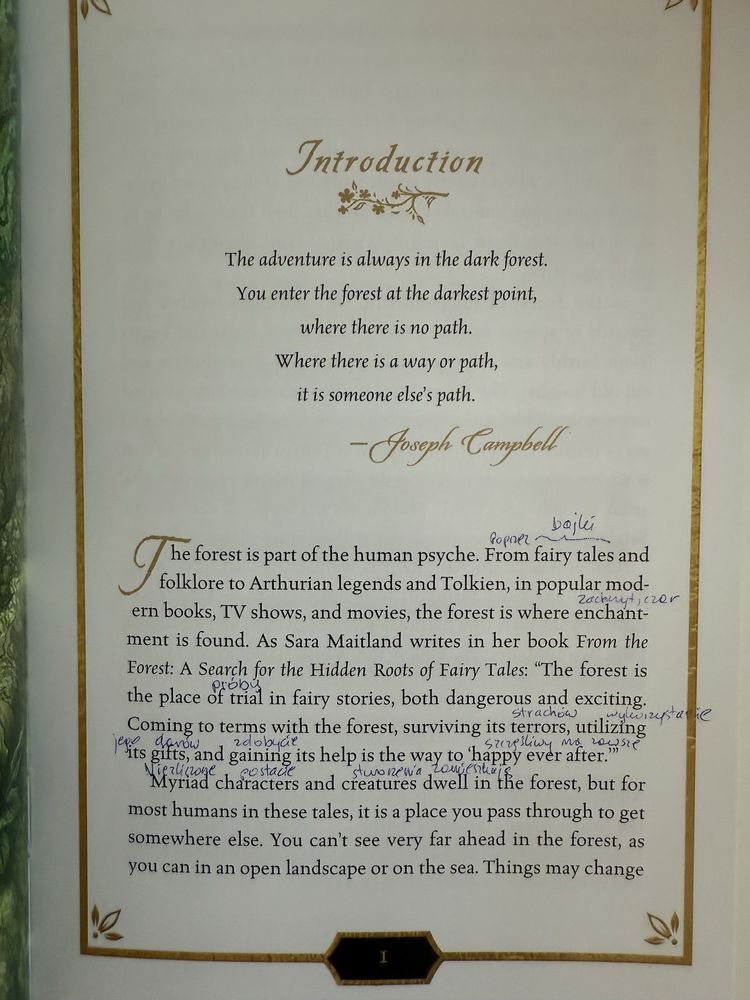 Introduction
The adventure is always in the dark forest.
You enter the forest at the darkest point,
where there is no path.
Where there is a way or path,
it is someone else's path.
—Joseph Campbell
bajki
The forest is part of the human psyche. From fairy tales and
folklore to Arthurian legends and Tolkien, in popular mod-
zachwyt, czar
ern books, TV shows, and movies, the forest is where enchant-
ment is found. As Sara Maitland writes in her book From the
Forest: A Search for the Hidden Roots of Fairy Tales: “The forest is
próby
the place of trial in fairy stories, both dangerous and exciting.
strachów wykorzystanie
Coming to terms with the forest, surviving its terrors, utilizing
jego darów zdobycie szczęśliwy na zawsze
its gifts, and gaining its help is the way to ‘happy ever after.’”
Niezliczone postacie stworzenia zamieszkują
Myriad characters and creatures dwell in the forest, but for
most humans in these tales, it is a place you pass through to get
somewhere else. You can't see very far ahead in the forest, as
you can in an open landscape or on the sea. Things may change
I